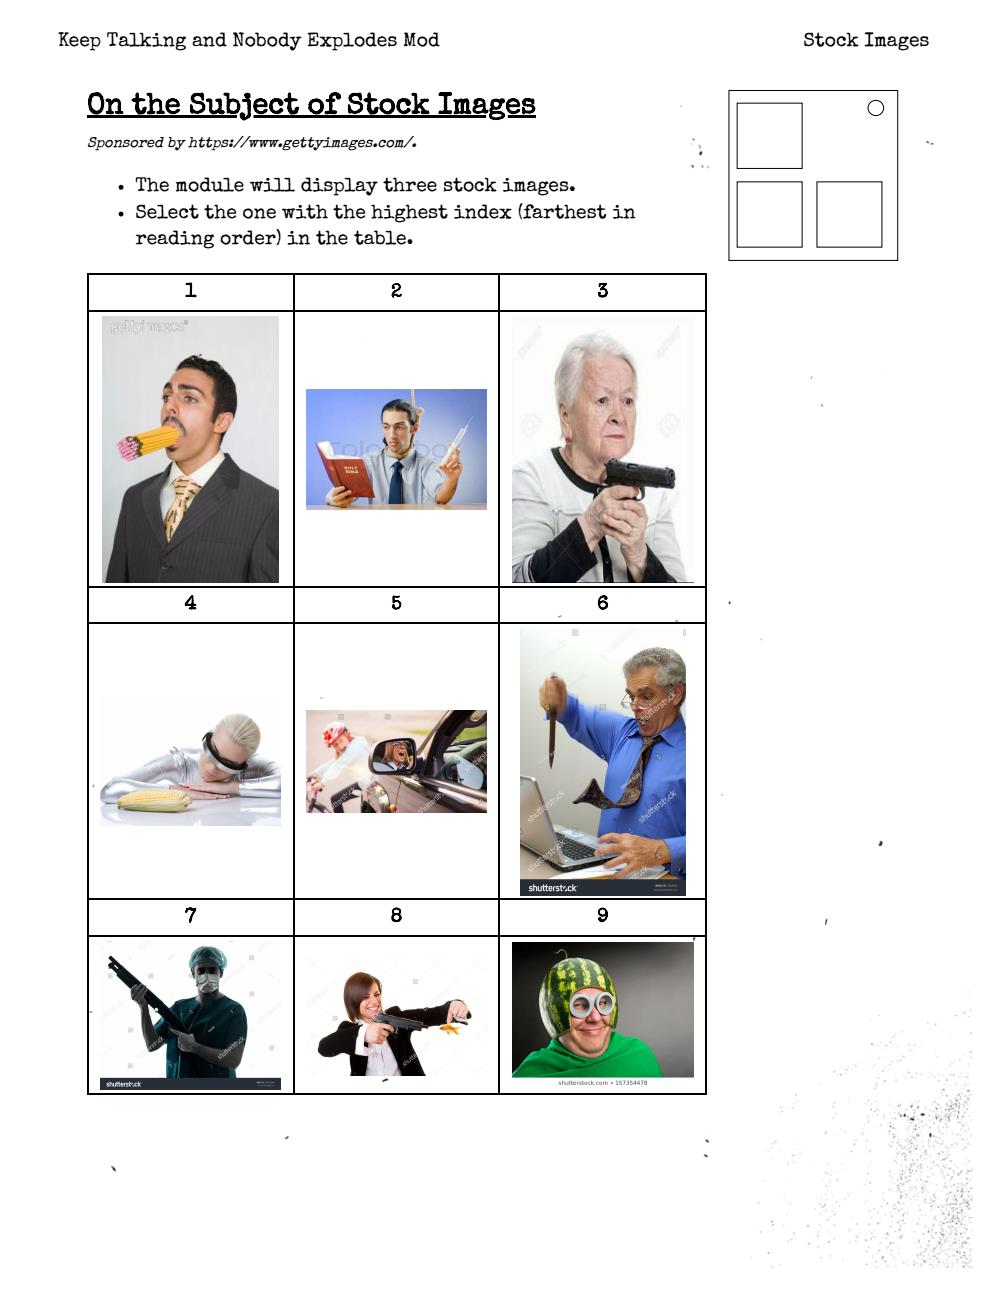 Keep Talking and Nobody Explodes Mod
Stock Images
On the Subject of Stock Images
Sponsored by https://www.gettyimages.com/.
• The module will display three stock images.
• Select the one with the highest index (farthest in
reading order) in the table.
1
2
3
gettyimages®
HOLY
BIBLE
4
5
6
shutterstock
shutterstock
shutterstock
shutterstock
shutterstock
7
8
9
shutterstock
shutterstock.com • 157354478